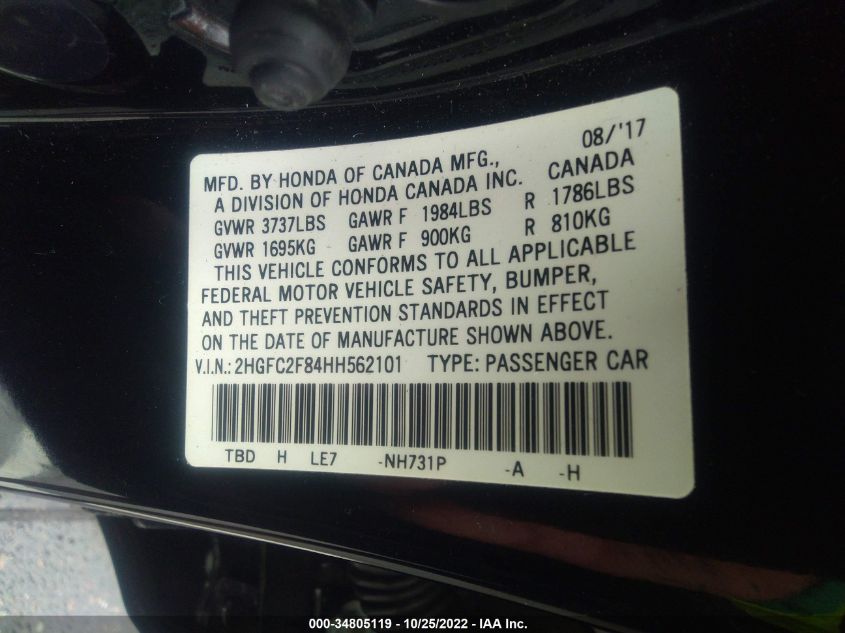 08/'17
MFD. BY HONDA OF CANADA MFG., CANADA
A DIVISION OF HONDA CANADA INC.
GVWR 3737LBS GAWR F 1984LBS R 1786LBS
GVWR 1695KG GAWR F 900KG R 810KG
THIS VEHICLE CONFORMS TO ALL APPLICABLE
FEDERAL MOTOR VEHICLE SAFETY, BUMPER,
AND THEFT PREVENTION STANDARDS IN EFFECT
ON THE DATE OF MANUFACTURE SHOWN ABOVE.
V.I.N.: 2HGFC2F84HH562101 TYPE: PASSENGER CAR
TBD H LE7 -NH731P -A -H
000-34805119 - 10/25/2022 - IAA Inc.